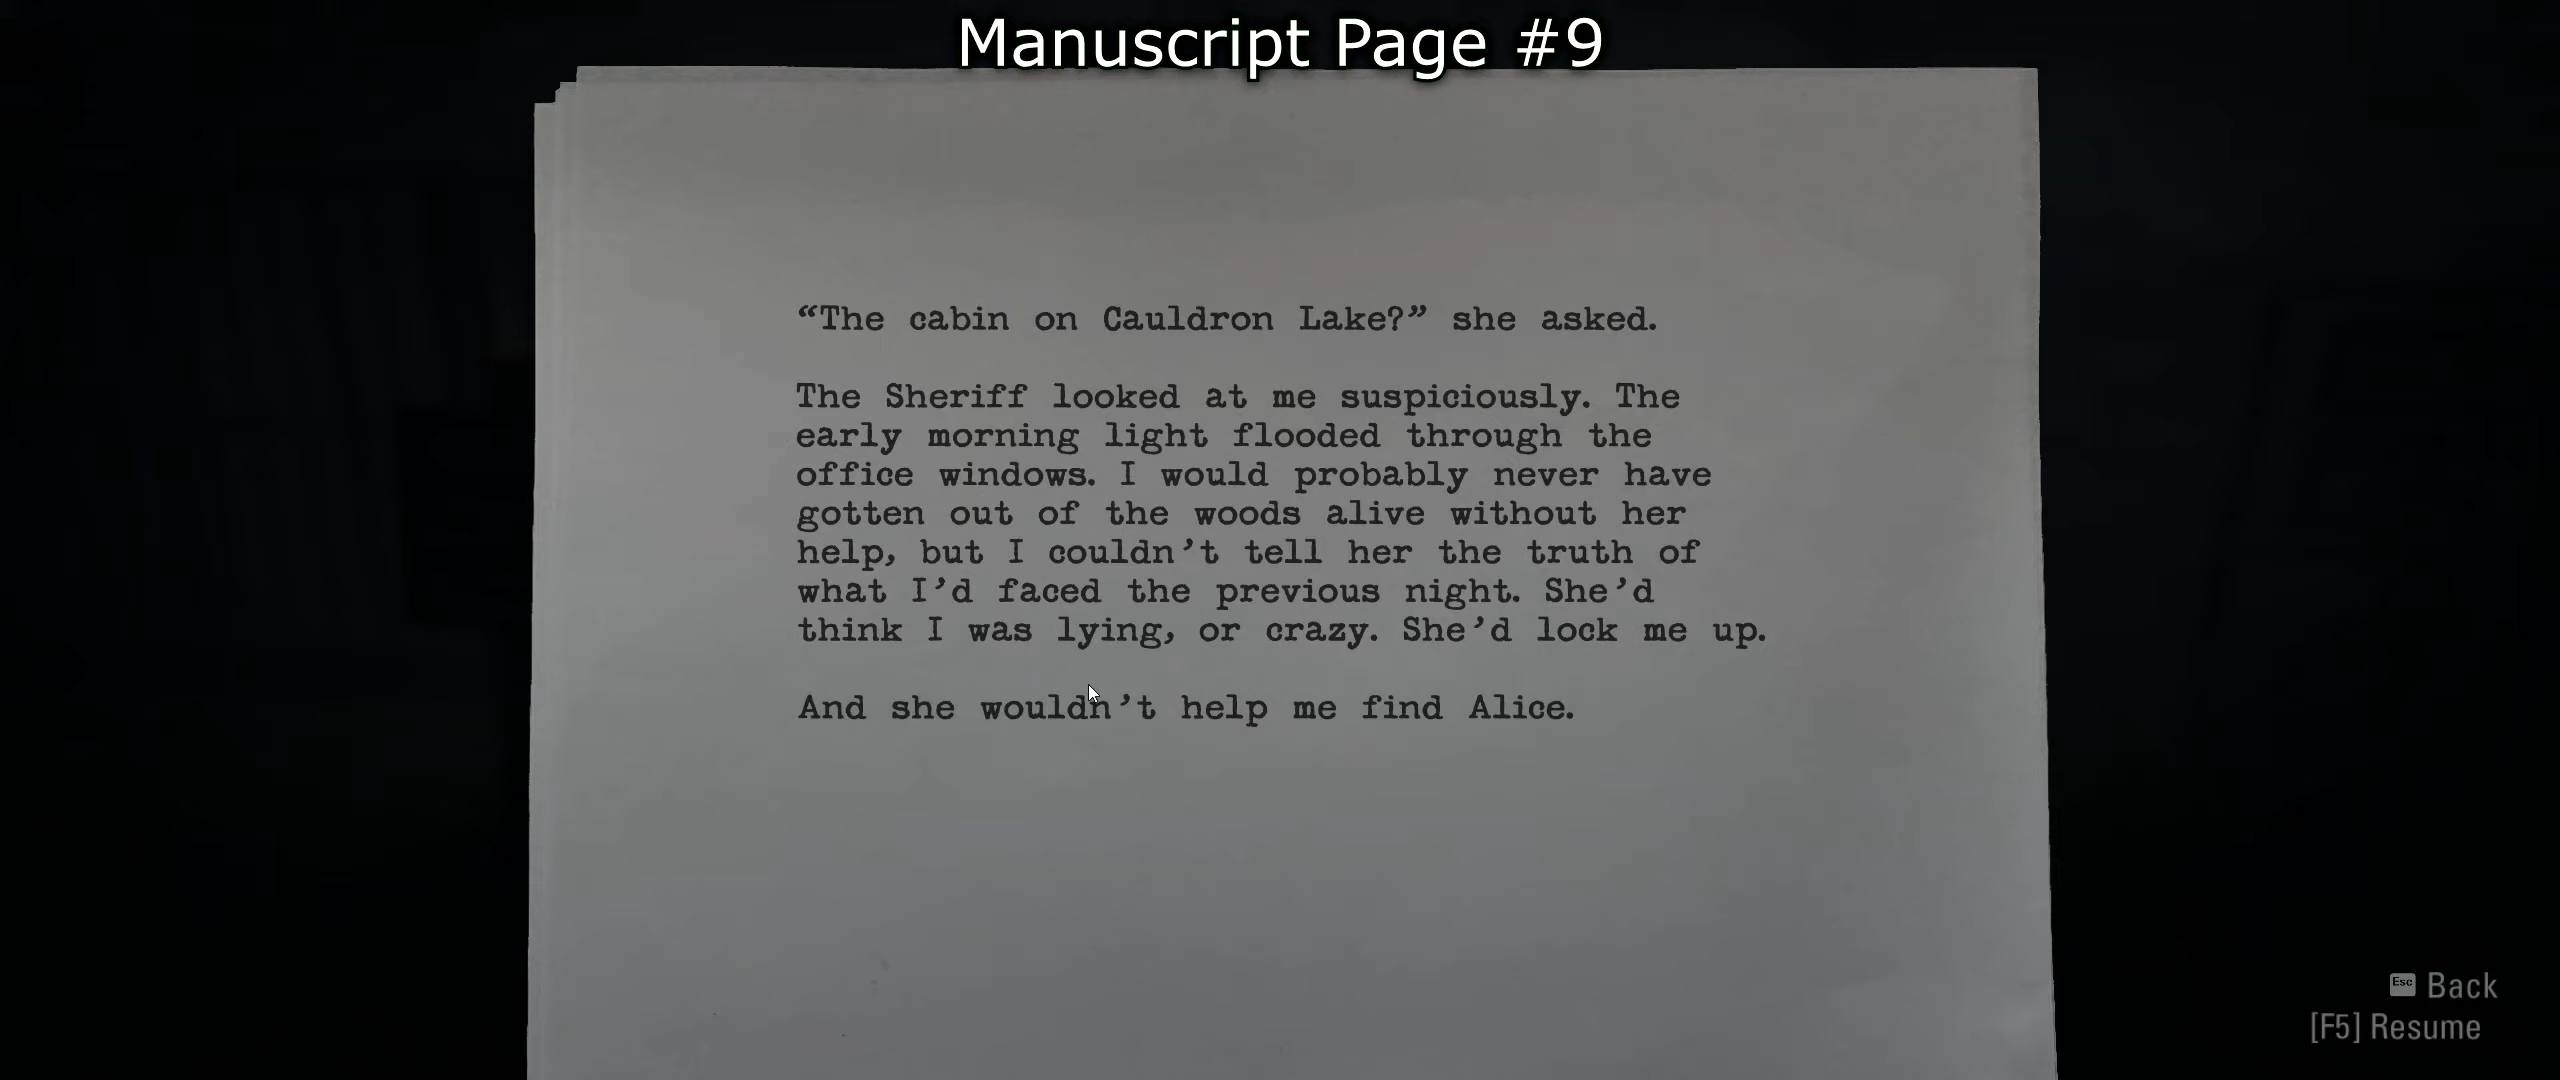 Manuscript Page #9
“The cabin on Cauldron Lake?” she asked.
The Sheriff looked at me suspiciously. The
early morning light flooded through the
office windows. I would probably never have
gotten out of the woods alive without her
help, but I couldn’t tell her the truth of
what I’d faced the previous night. She’d
think I was lying, or crazy. She’d lock me up.
And she wouldn’t help me find Alice.
Esc Back
[F5] Resume